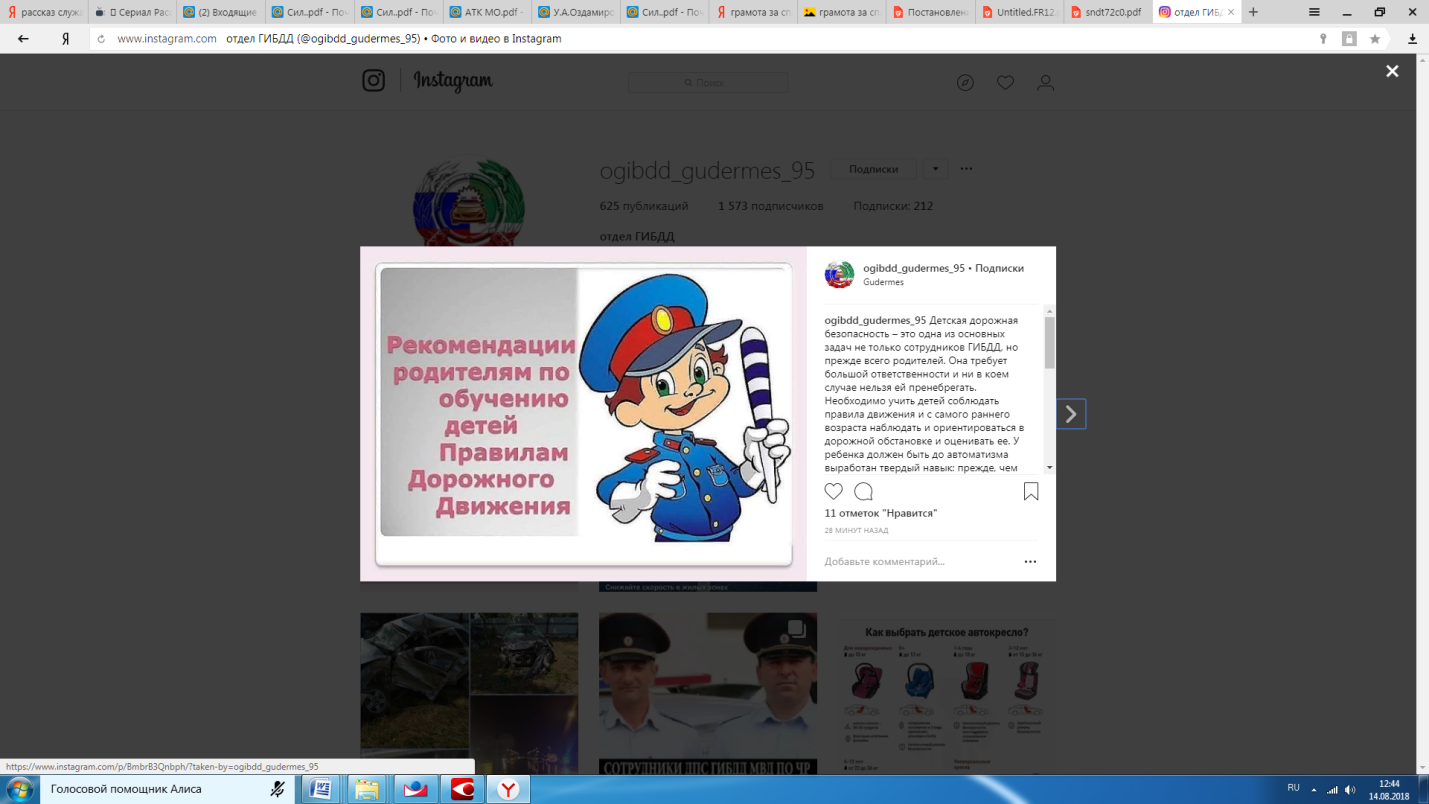 рассказ служ
Сериал Рас
(2) Входящие
Сил..pdf - По
Сил..pdf - По
АТК МО.pdf -
У.А.Оздамиро
Сил..pdf - По
грамота за сп
грамота за сп
Постановлен
Untitled.FR12.
sndt72c0.pdf
отдел ГИБД
www.instagram.com отдел ГИБДД (@ogibdd_gudermes_95) • Фото и видео в Instagram
Instagram
Поиск
ogibdd_gudermes_95 Подписки
625 публикаций 1 573 подписчиков Подписки: 212
отдел ГИБДД
Рекомендации
родителям по
обучению
детей
Правилам
Дорожного
Движения
ogibdd_gudermes_95 • Подписки
Gudermes
ogibdd_gudermes_95 Детская дорожная
безопасность – это одна из основных
задач не только сотрудников ГИБДД, но
прежде всего родителей. Она требует
большой ответственности и ни в коем
случае нельзя ей пренебрегать.
Необходимо учить детей соблюдать
правила движения и с самого раннего
возраста наблюдать и ориентироваться в
дорожной обстановке и оценивать ее. У
ребенка должен быть до автоматизма
выработан твердый навык: прежде, чем
11 отметок "Нравится"
28 МИНУТ НАЗАД
Добавьте комментарий...
Снижайте скорость в жилых зонах
СОТРУДНИКИ ДПС ГИБДД МВД ПО ЧР
Как выбрать детское автокресло?
https://www.instagram.com/p/BmbrB3Qnbph/?taken-by=ogibdd_gudermes_95
Голосовой помощник Алиса
RU
12:44
14.08.2018